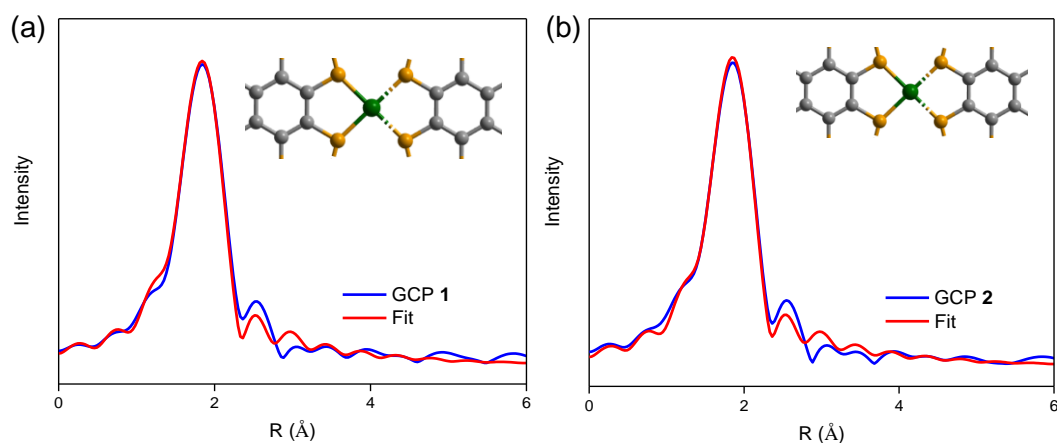 (a)
Intensity
GCP 1
Fit
0
2
4
6
R (Å)
(b)
Intensity
GCP 2
Fit
0
2
4
6
R (Å)